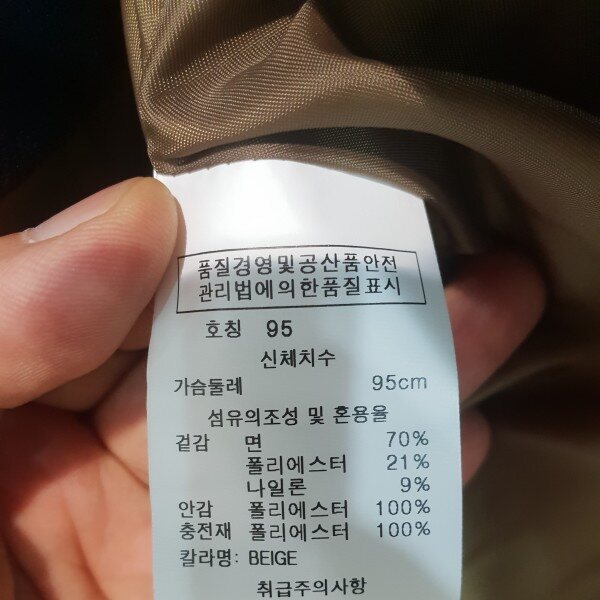 품질경영및공산품안전
관리법에의한품질표시
호칭 95
신체치수
가슴둘레 95cm
섬유의조성 및 혼용율
겉감 면 70%
폴리에스터 21%
나일론 9%
안감 폴리에스터 100%
충전재 폴리에스터 100%
칼라명: BEIGE
취급주의사항